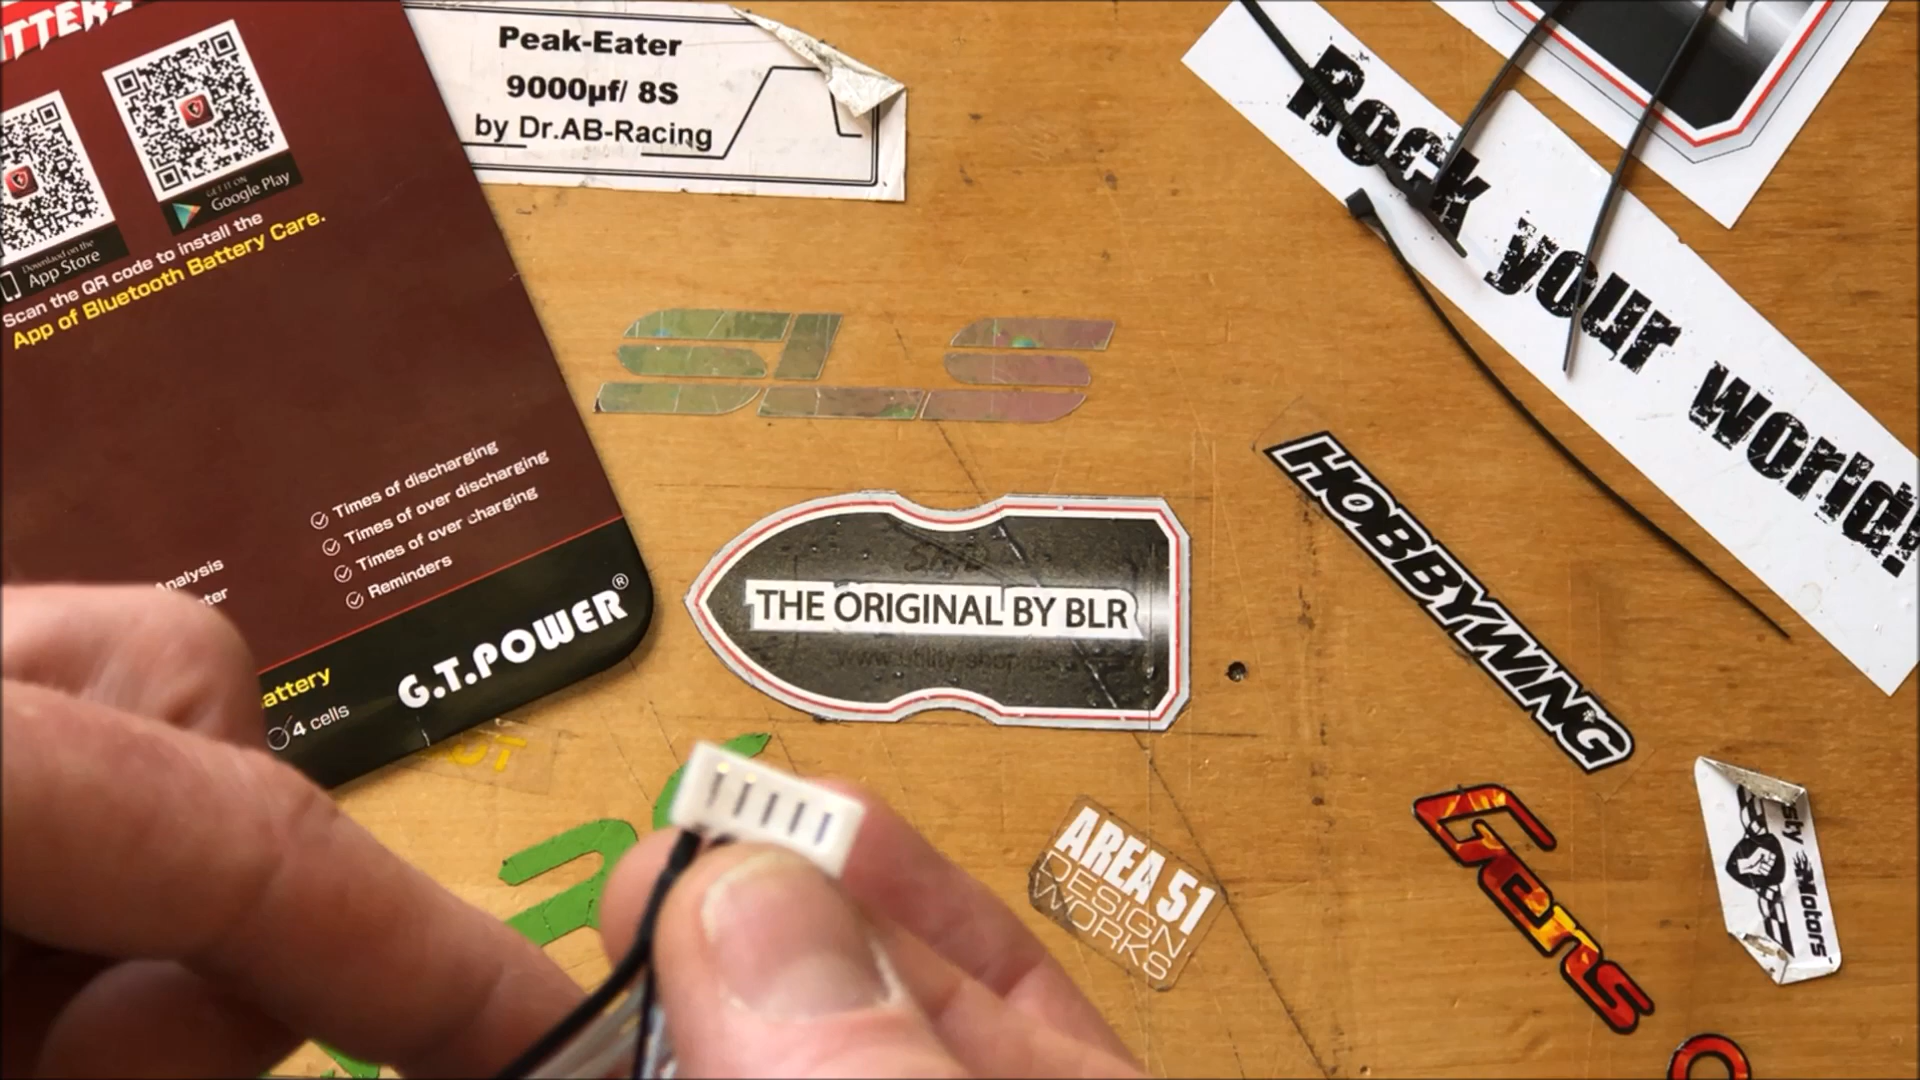 Peak-Eater
9000µf/ 8S
by Dr.AB-Racing
GET IT ON
Google Play
Download on the
App Store
Scan the QR code to install the
App of Bluetooth Battery Care.
Times of discharging
Times of over discharging
Times of over charging
Reminders
Analysis
4 cells
G.T.POWER®
SLS
THE ORIGINAL BY BLR
Rock your world!
HOBBYWING
AREA 51
DESIGN
WORKS
Gens
Motors